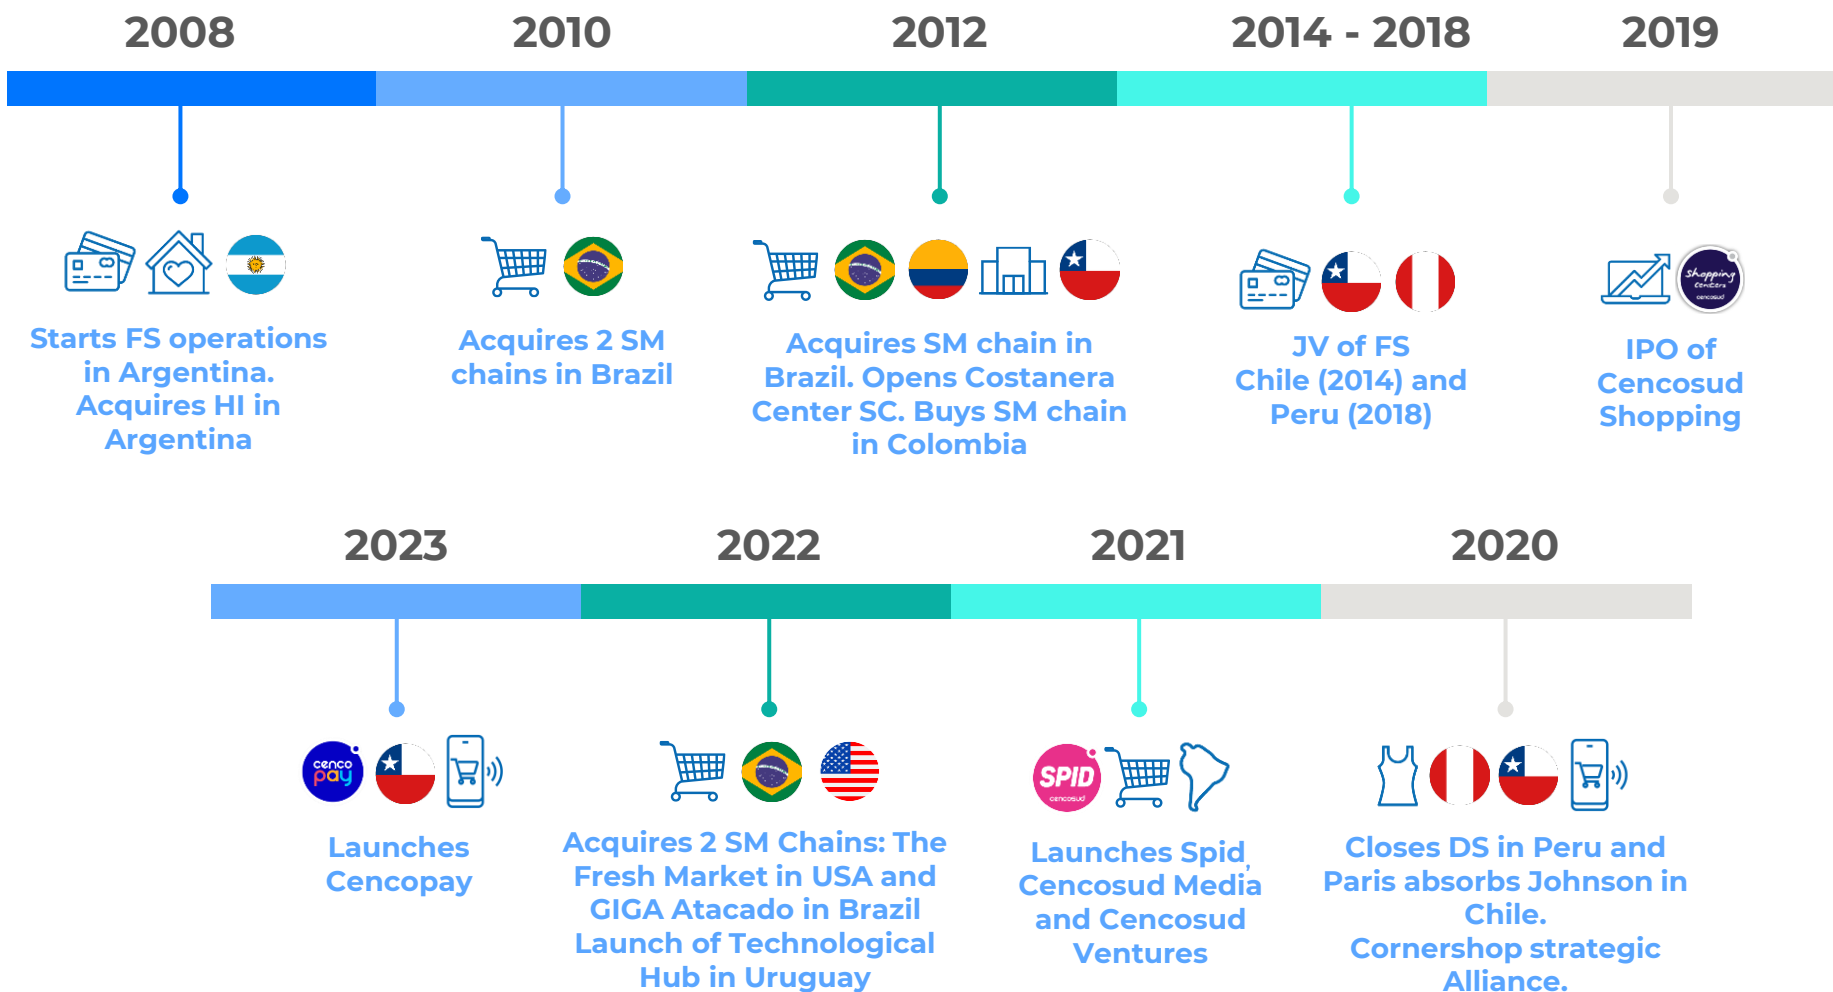 2008
2010
2012
2014 - 2018
2019
Starts FS operations
in Argentina.
Acquires HI in
Argentina
Acquires 2 SM
chains in Brazil
Acquires SM chain in
Brazil. Opens Costanera
Center SC. Buys SM chain
in Colombia
JV of FS
Chile (2014) and
Peru (2018)
Shopping
centers
cencosud
IPO of
Cencosud
Shopping
2023
2022
2021
2020
cenco
pay
Launches
Cencopay
Acquires 2 SM Chains: The
Fresh Market in USA and
GIGA Atacado in Brazil
Launch of Technological
Hub in Uruguay
SPID
cencosud
Launches Spid,
Cencosud Media
and Cencosud
Ventures
Closes DS in Peru and
Paris absorbs Johnson in
Chile.
Cornershop strategic
Alliance.